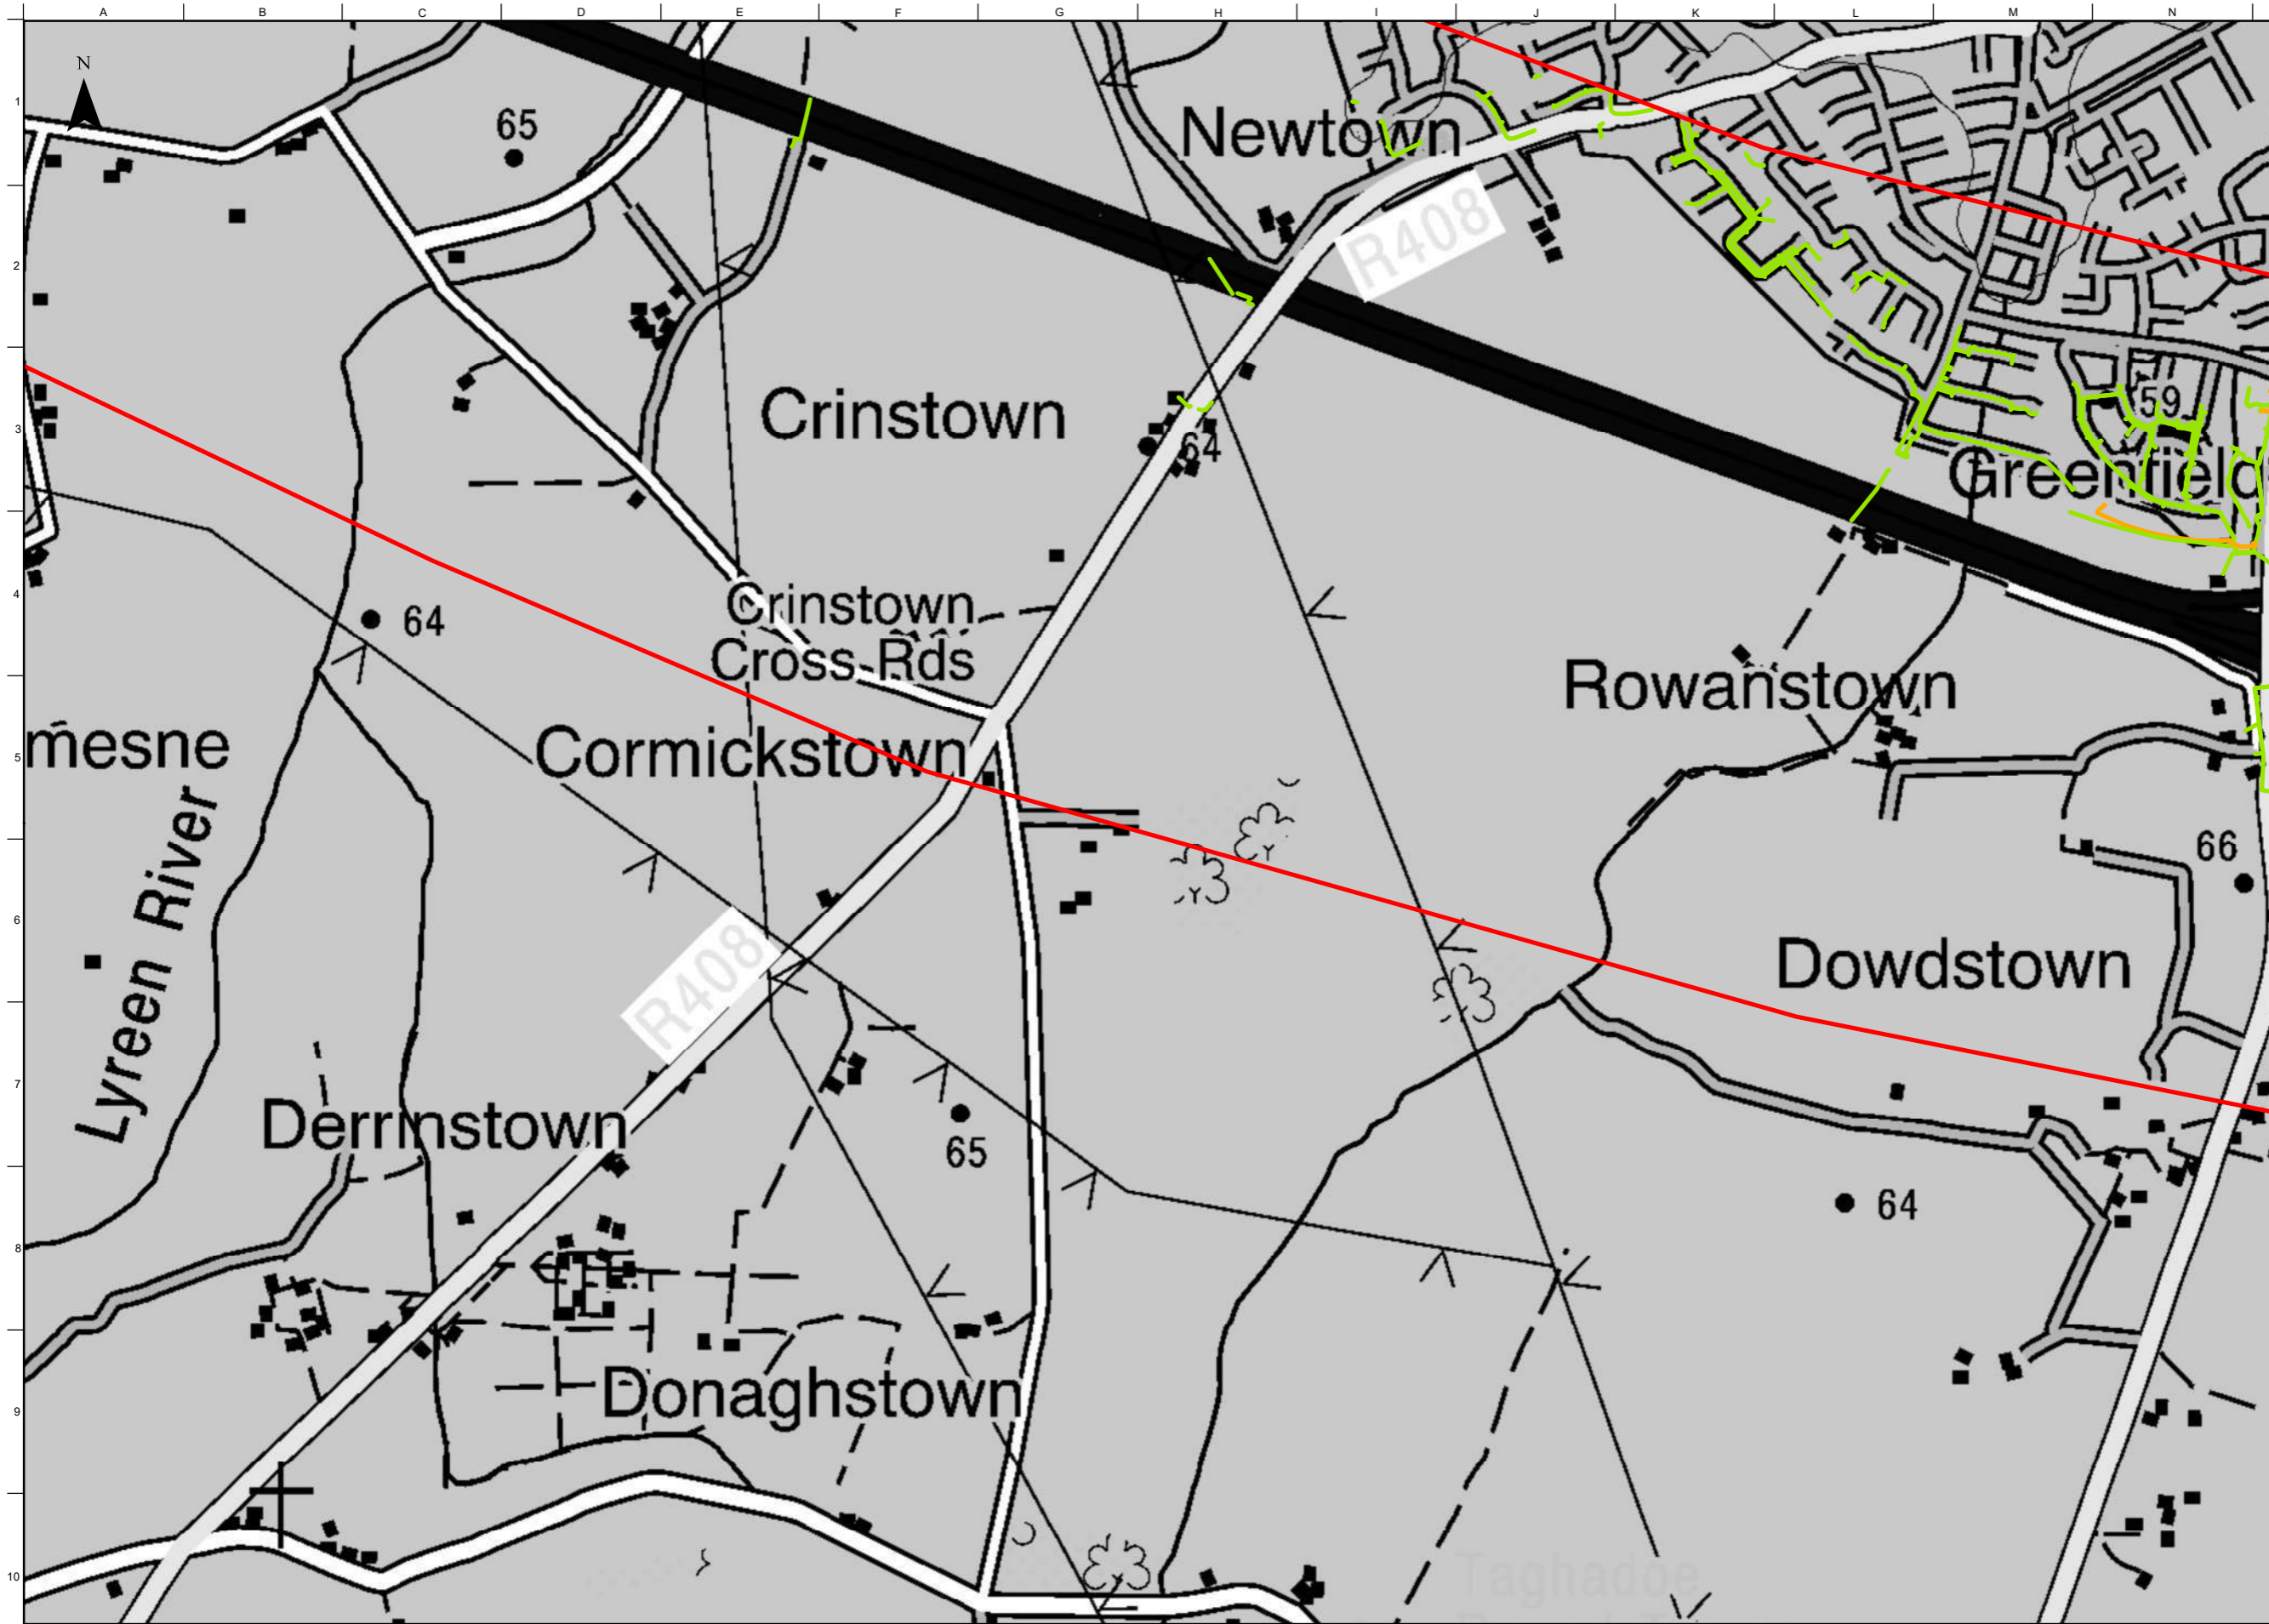 A B C D E F G H I J K L M N
N
1
65
Newtown
R408
2
Crinstown
59
3
64
Greenfield
4
Crinstown
Cross Rds
64
Rowanstown
mesne
Cormickstown
5
66
Lyreen River
6
R408
Dowdstown
7
Derrinstown
65
64
8
Donaghstown
9
10
Taghadoe